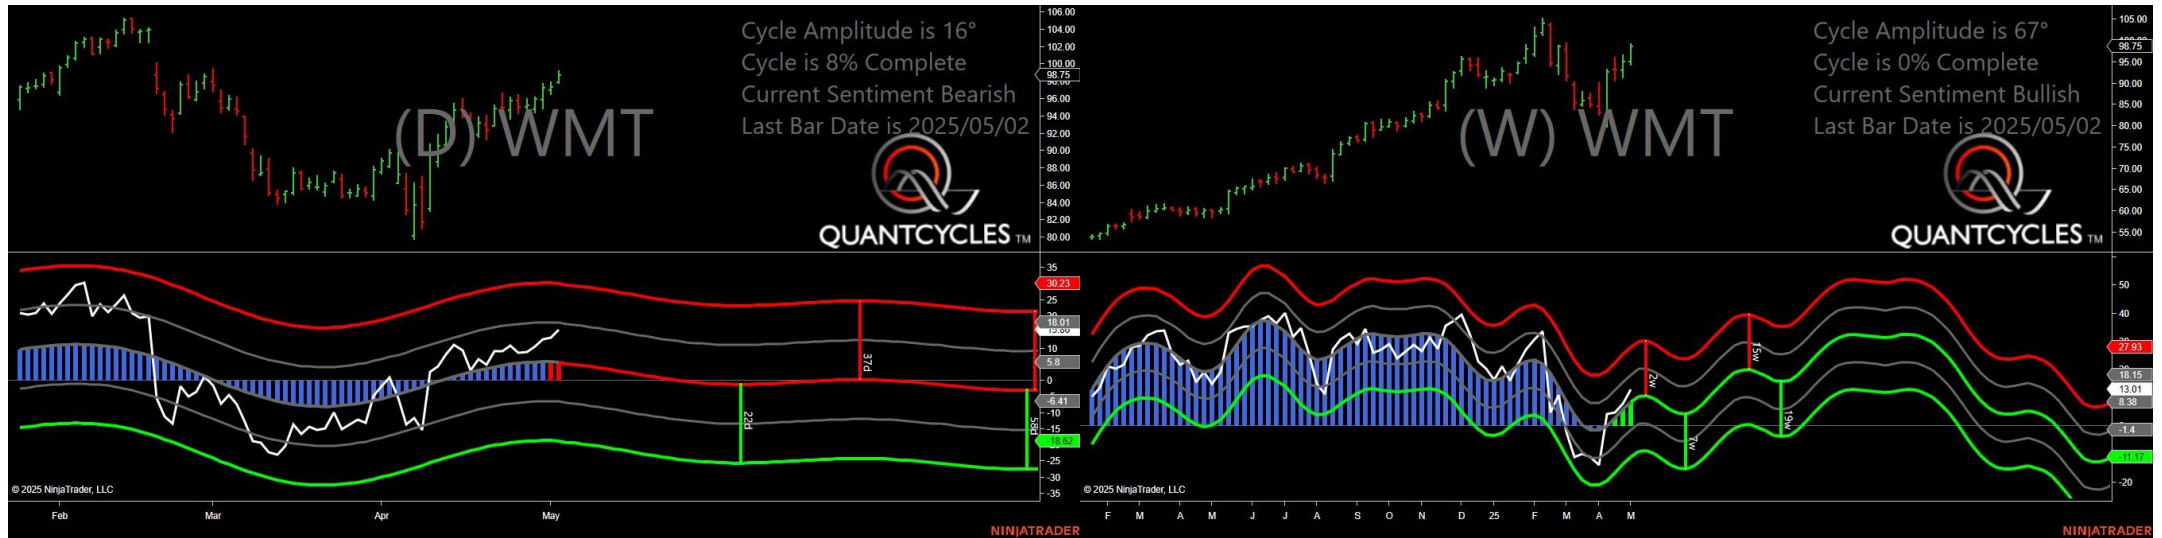 Cycle Amplitude is 16°
Cycle is 8% Complete
Current Sentiment Bearish
Last Bar Date is 2025/05/02
(D) WMT
QUANTCYCLES TM
106.00
104.00
102.00
100.00
98.75
96.00
94.00
92.00
90.00
88.00
86.00
84.00
82.00
80.00
35
30.23
25
18.01
10
5.8
0
-6.41
-10
-15
-18.62
-25
-30
-35
22d
37d
58d
© 2025 NinjaTrader, LLC
Feb
Mar
Apr
May
NINJATRADER
Cycle Amplitude is 67°
Cycle is 0% Complete
Current Sentiment Bullish
Last Bar Date is 2025/05/02
(W) WMT
QUANTCYCLES TM
105.00
98.75
95.00
90.00
85.00
80.00
75.00
70.00
65.00
60.00
55.00
50
40
27.93
18.15
13.01
8.38
-1.4
-11.17
-20
2w
7w
15w
19w
© 2025 NinjaTrader, LLC
F M A M J J A S O N D 25 F M A M
NINJATRADER